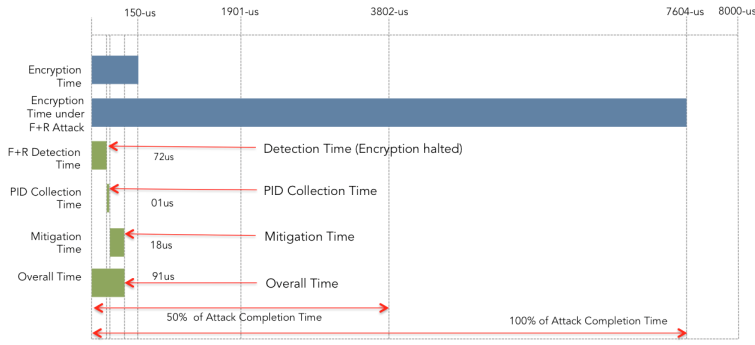 150-us 1901-us 3802-us 7604-us 8000-us
Encryption
Time
Encryption
Time under
F+R Attack
F+R Detection
Time
72us
Detection Time (Encryption halted)
PID Collection
Time
01us
PID Collection Time
Mitigation
Time
18us
Mitigation Time
Overall Time
91us
Overall Time
50% of Attack Completion Time
100% of Attack Completion Time